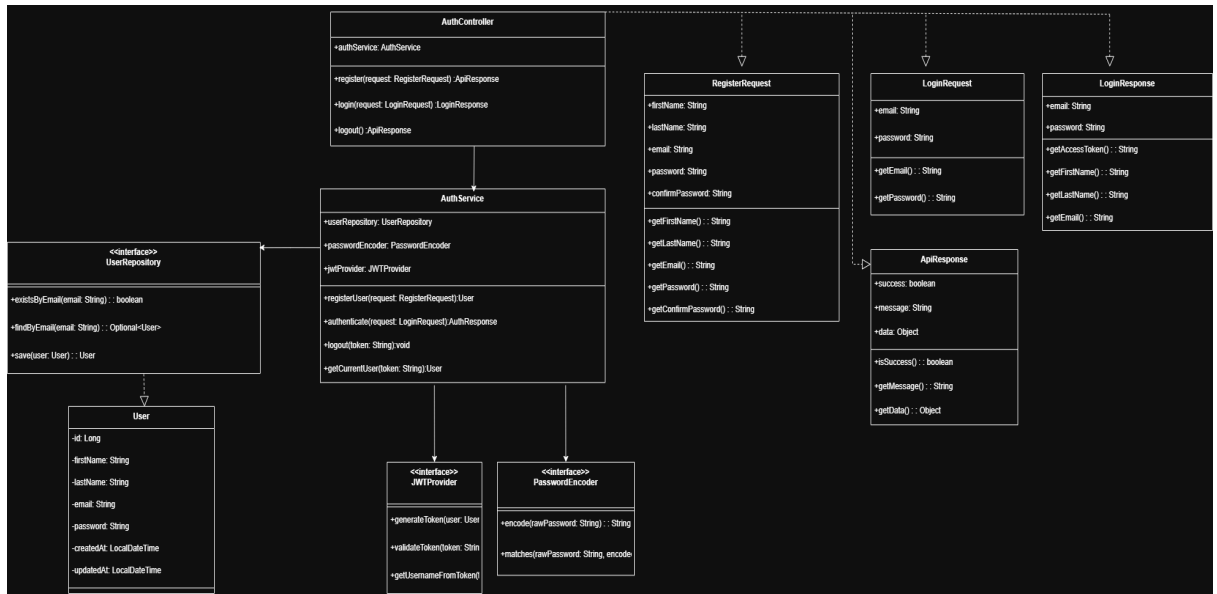 AuthController
+authService: AuthService
+register(request: RegisterRequest) :ApiResponse
+login(request: LoginRequest) :LoginResponse
+logout() :ApiResponse
RegisterRequest
+firstName: String
+lastName: String
+email: String
+password: String
+confirmPassword: String
+getFirstName() : : String
+getLastName() : : String
+getEmail() : : String
+getPassword() : : String
+getConfirmPassword() : : String
LoginRequest
+email: String
+password: String
+getEmail() : : String
+getPassword() : : String
LoginResponse
+email: String
+password: String
+getAccessToken() : : String
+getFirstName() : : String
+getLastName() : : String
+getEmail() : : String
AuthService
+userRepository: UserRepository
+passwordEncoder: PasswordEncoder
+jwtProvider: JWTProvider
+registerUser(request: RegisterRequest):User
+authenticate(request: LoginRequest):AuthResponse
+logout(token: String):void
+getCurrentUser(token: String):User
<<interface>>
UserRepository
+existsByEmail(email: String) : : boolean
+findByEmail(email: String) : : Optional<User>
+save(user: User) : : User
ApiResponse
+success: boolean
+message: String
+data: Object
+isSuccess() : : boolean
+getMessage() : : String
+getData() : : Object
User
-id: Long
-firstName: String
-lastName: String
-email: String
-password: String
-createdAt: LocalDateTime
-updatedAt: LocalDateTime
<<interface>>
JWTProvider
+generateToken(user: User
+validateToken(token: Strin
+getUsernameFromToken(t
<<interface>>
PasswordEncoder
+encode(rawPassword: String) : : String
+matches(rawPassword: String, encode